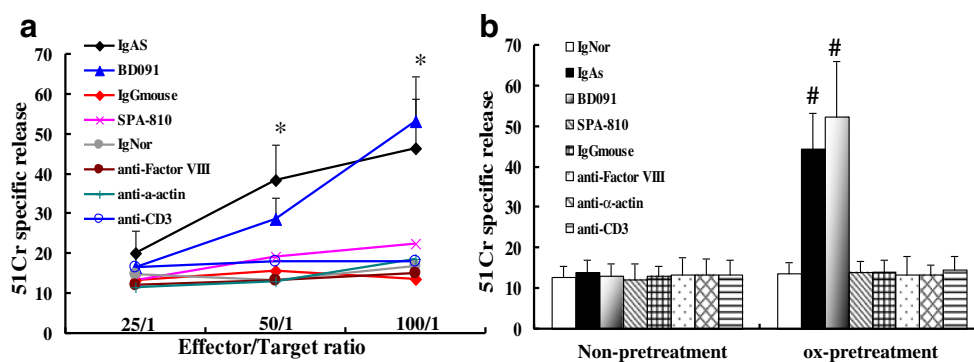 a
IgAS
BD091
IgGmouse
SPA-810
IgNor
anti-Factor VIII
anti-a-actin
anti-CD3
*
*
70
60
50
40
30
20
10
0
51Cr specific release
25/1
50/1
100/1
Effector/Target ratio
b
IgNor
IgAs
BD091
SPA-810
IgGmouse
anti-Factor VIII
anti-α-actin
anti-CD3
#
#
70
60
50
40
30
20
10
0
51Cr specific release
Non-pretreatment
ox-pretreatment